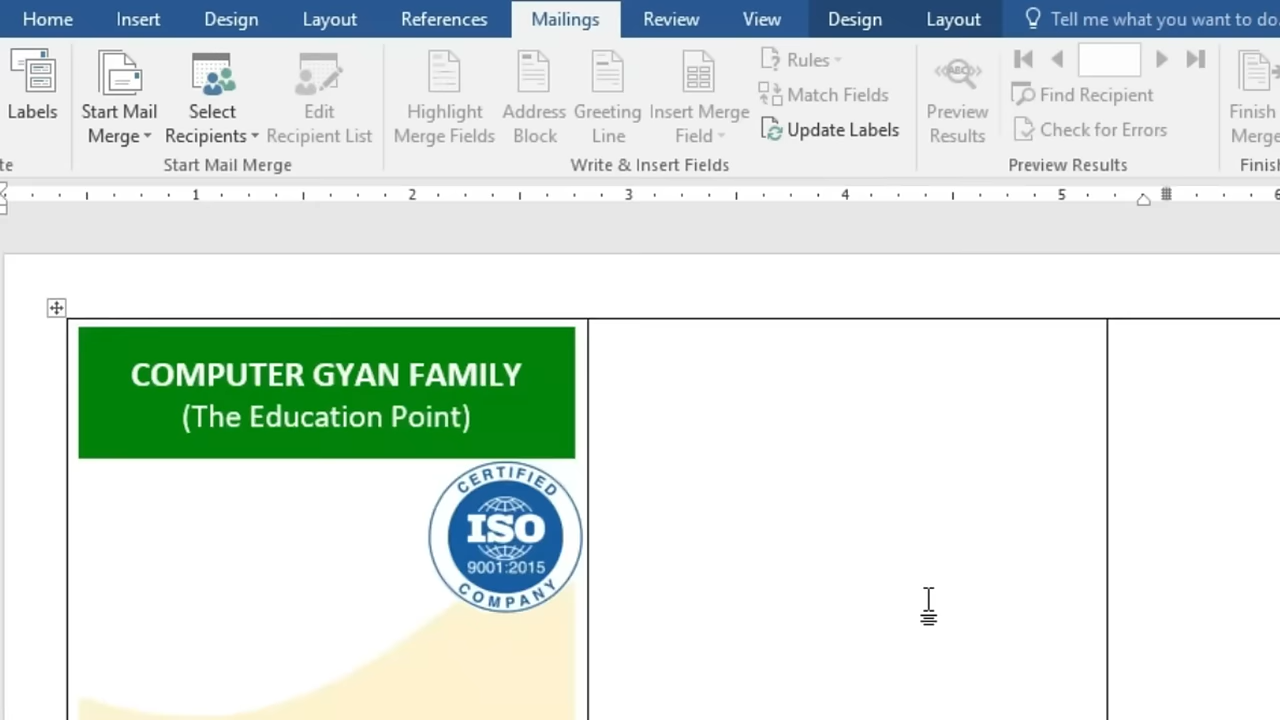 Home Insert Design Layout References Mailings Review View Design Layout Tell me what you want to do
Labels
Start Mail Merge
Select Recipients
Edit Recipient List
Start Mail Merge
Highlight Merge Fields
Address Block
Greeting Line
Insert Merge Field
Rules
Match Fields
Update Labels
Write & Insert Fields
Preview Results
Find Recipient
Check for Errors
Preview Results
Finish
Merge
1 2 3 4 5 6
COMPUTER GYAN FAMILY
(The Education Point)
CERTIFIED
ISO
9001:2015
COMPANY